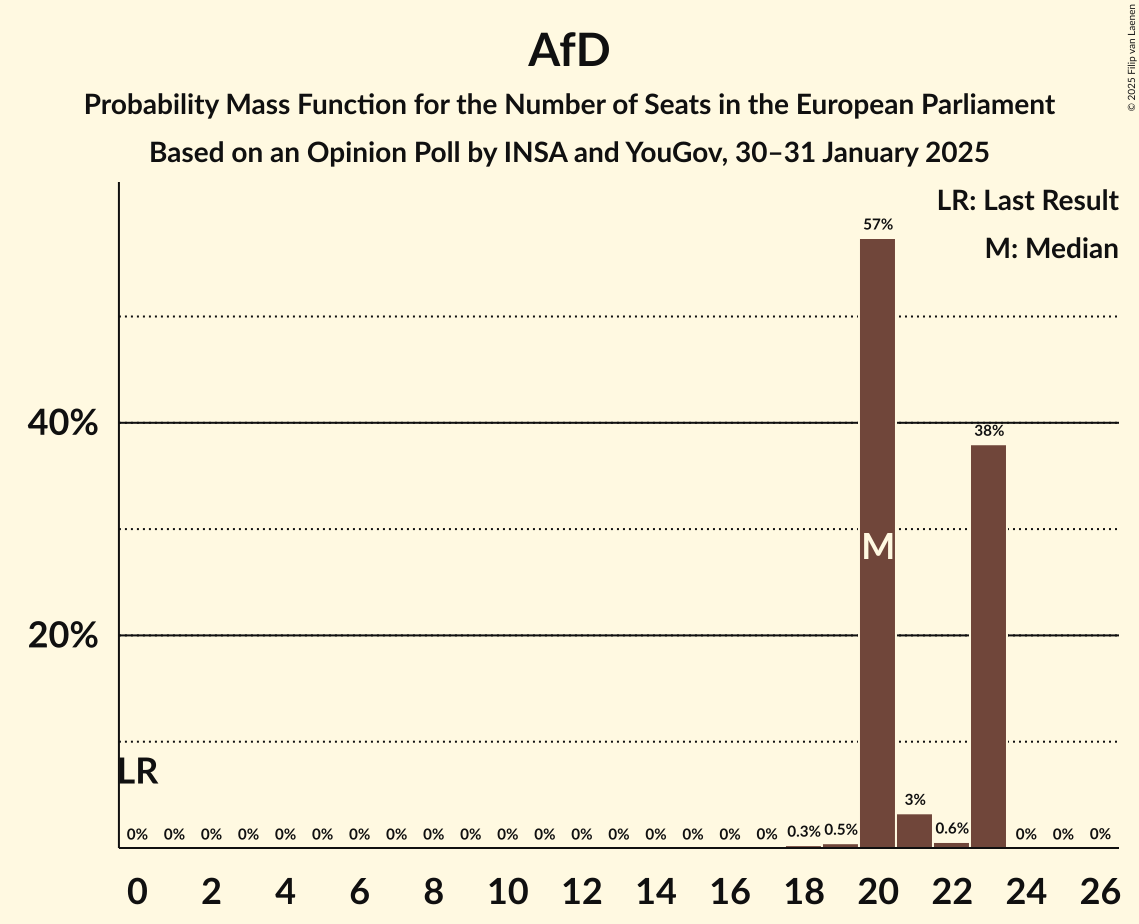 AfD
Probability Mass Function for the Number of Seats in the European Parliament
Based on an Opinion Poll by INSA and YouGov, 30–31 January 2025
© 2025 Filip van Laenen
LR: Last Result
M: Median
57%
40%
38%
M
20%
LR
3%
0% 0% 0% 0% 0% 0% 0% 0% 0% 0% 0% 0% 0% 0% 0% 0% 0% 0% 0.3% 0.5% 0.6% 0% 0% 0%
0 2 4 6 8 10 12 14 16 18 20 22 24 26